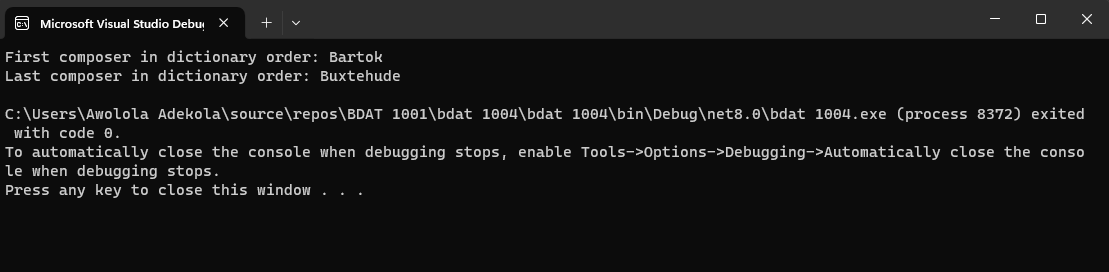 Microsoft Visual Studio Debu
First composer in dictionary order: Bartok
Last composer in dictionary order: Buxtehude
C:\Users\Awolola Adekola\source\repos\BDAT 1001\bdat 1004\bdat 1004\bin\Debug\net8.0\bdat 1004.exe (process 8372) exited
with code 0.
To automatically close the console when debugging stops, enable Tools->Options->Debugging->Automatically close the conso
le when debugging stops.
Press any key to close this window . . .